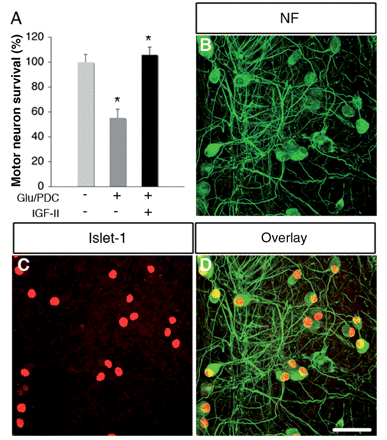 A
NF
B
Motor neuron survival (%)
120
100
80
60
40
20
0
*
*
Glu/PDC - + +
IGF-II - - +
Islet-1
Overlay
C
D